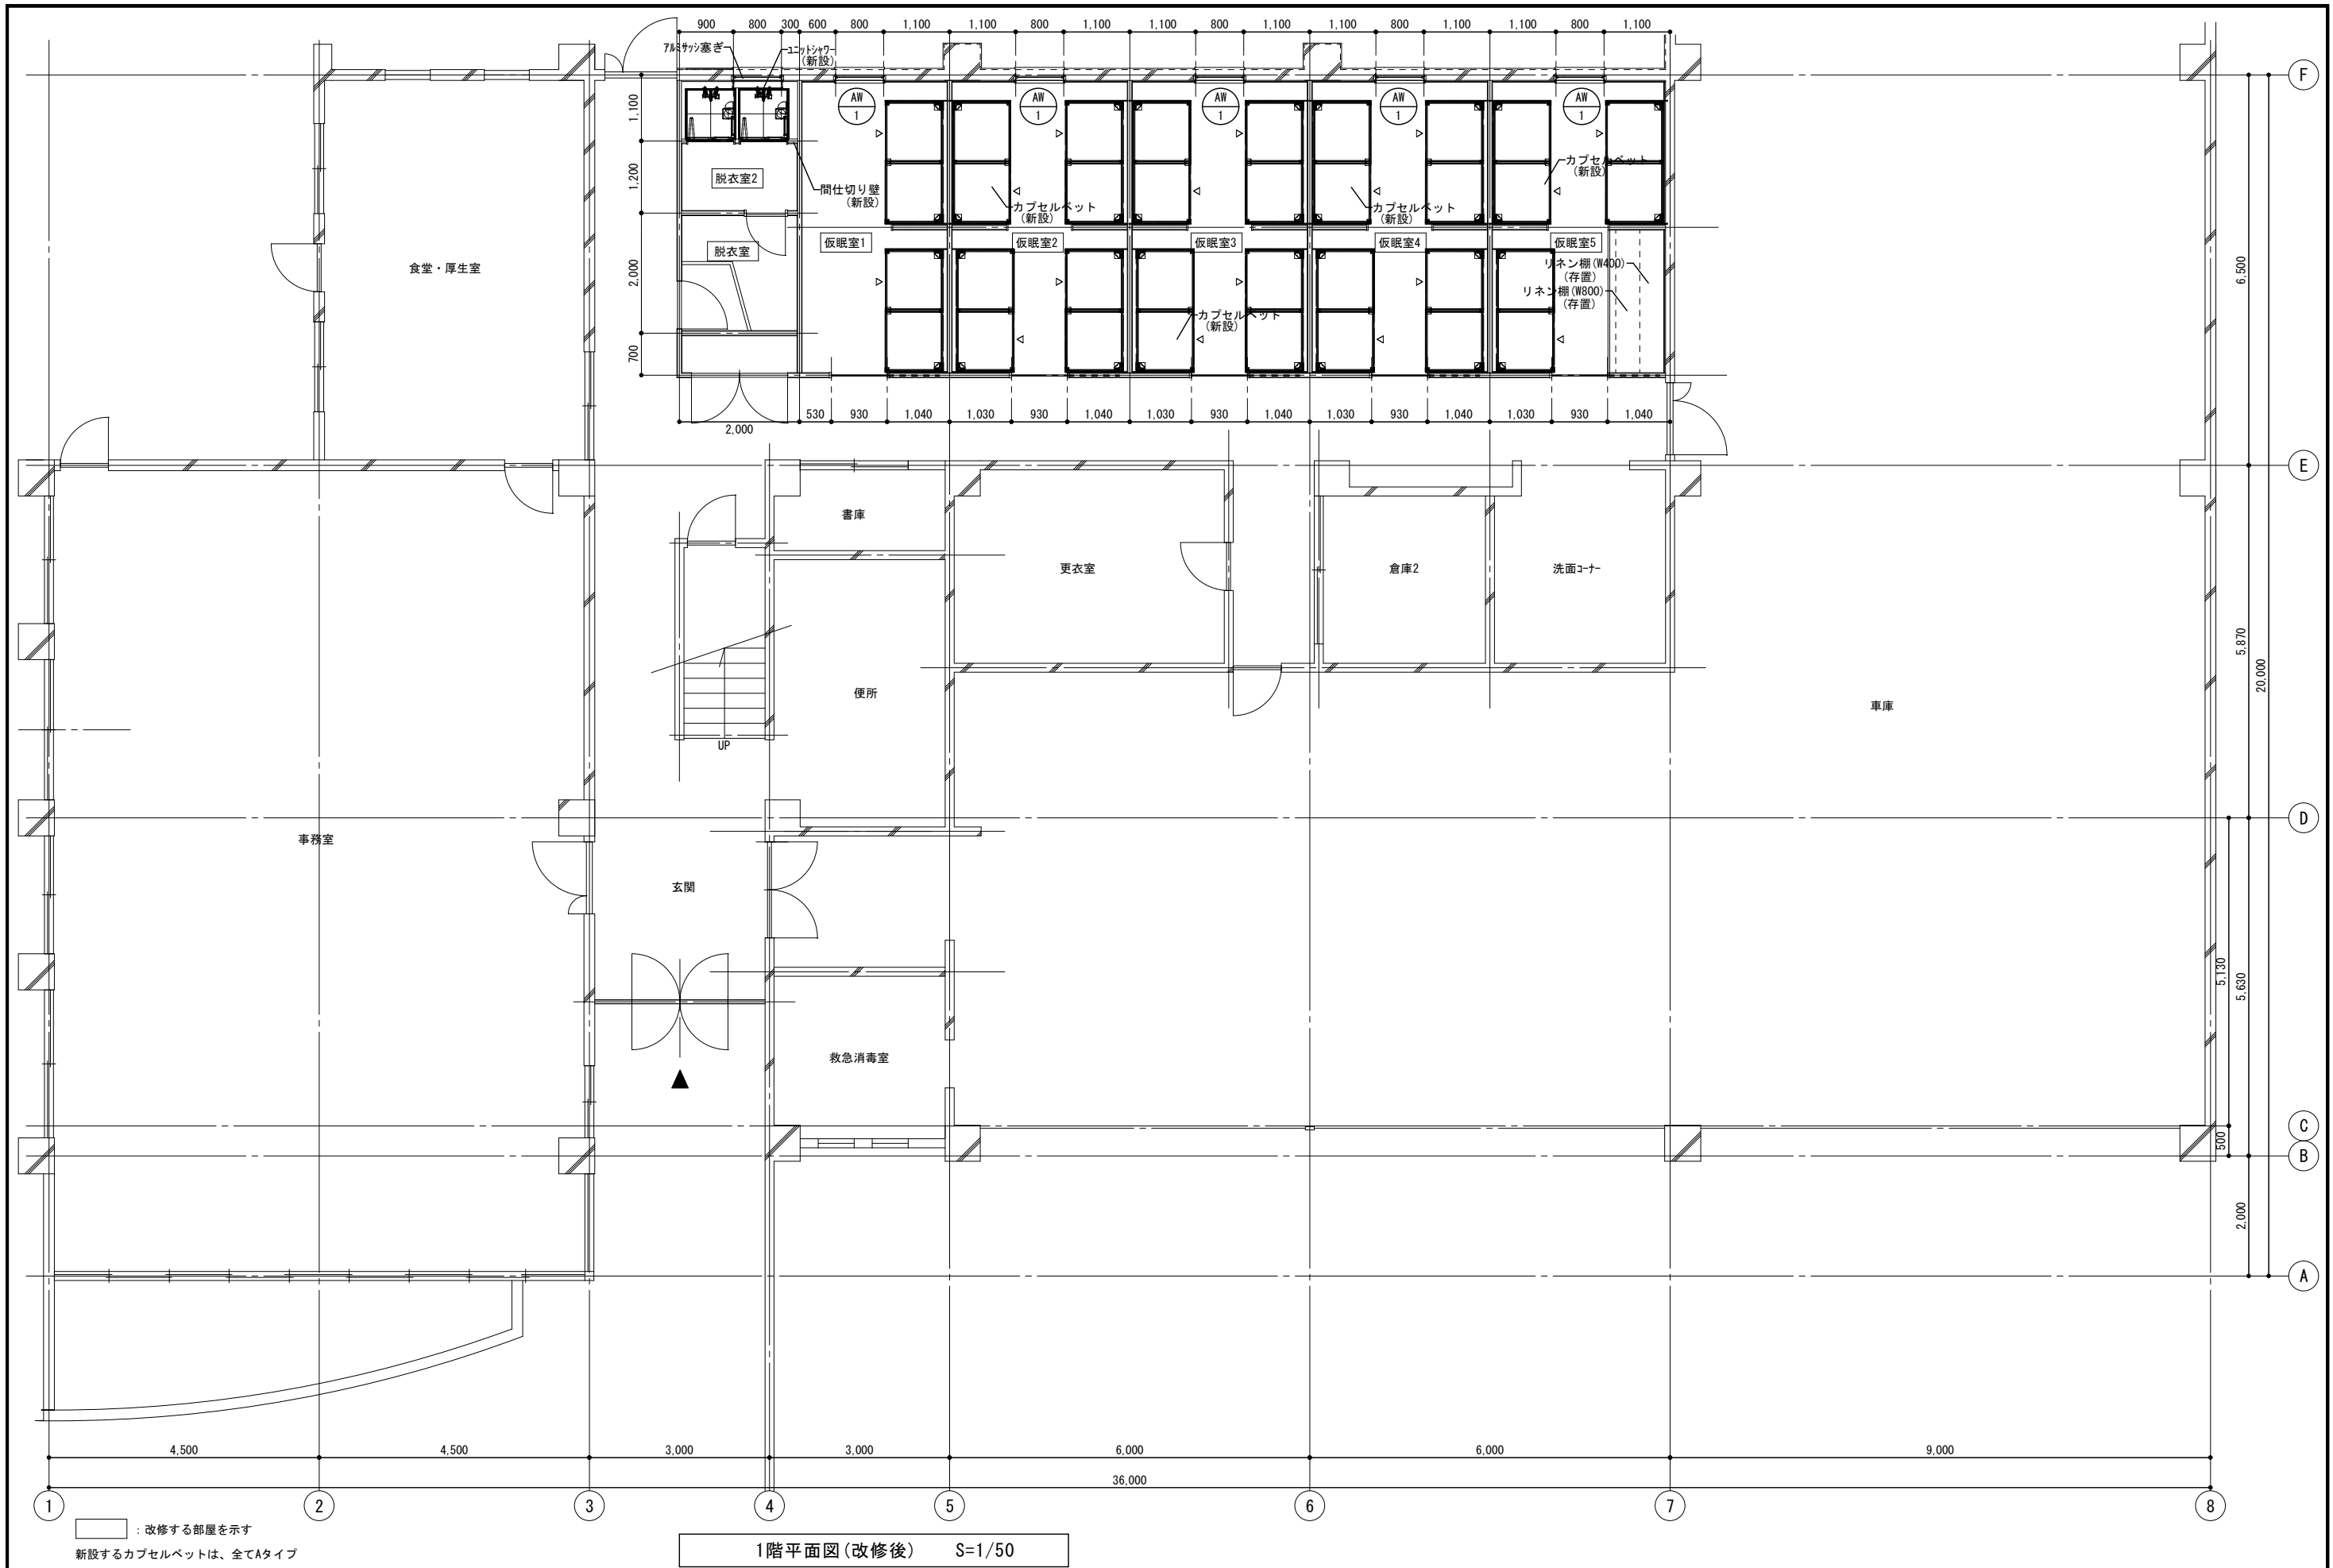 900 800 300 600 800 1,100 1,100 800 1,100 1,100 800 1,100 1,100 800 1,100 1,100 800 1,100
アルミサッシ塞ぎ
ユニットシャワー
(新設)
F
1,100
AW
1
AW
1
AW
1
AW
1
AW
1
1,200
脱衣室2
間仕切り壁
(新設)
カプセルベット
(新設)
カプセルベット
(新設)
カプセルベット
(新設)
2,000
脱衣室
仮眠室1
仮眠室2
仮眠室3
仮眠室4
仮眠室5
食堂・厚生室
リネン棚(W400)
(存置)
リネン棚(W800)
(存置)
6,500
カプセルベット
(新設)
700
530 930 1,040 1,030 930 1,040 1,030 930 1,040 1,030 930 1,040 1,030 930 1,040
2,000
E
書庫
更衣室
倉庫2
洗面コーナー
5,870
20,000
便所
車庫
UP
D
事務室
玄関
5,130
5,630
救急消毒室
C
500
B
2,000
A
4,500 4,500 3,000 3,000 6,000 6,000 9,000
36,000
1 2 3 4 5 6 7 8
：改修する部屋を示す
新設するカプセルベットは、全てAタイプ
1階平面図(改修後) S=1/50